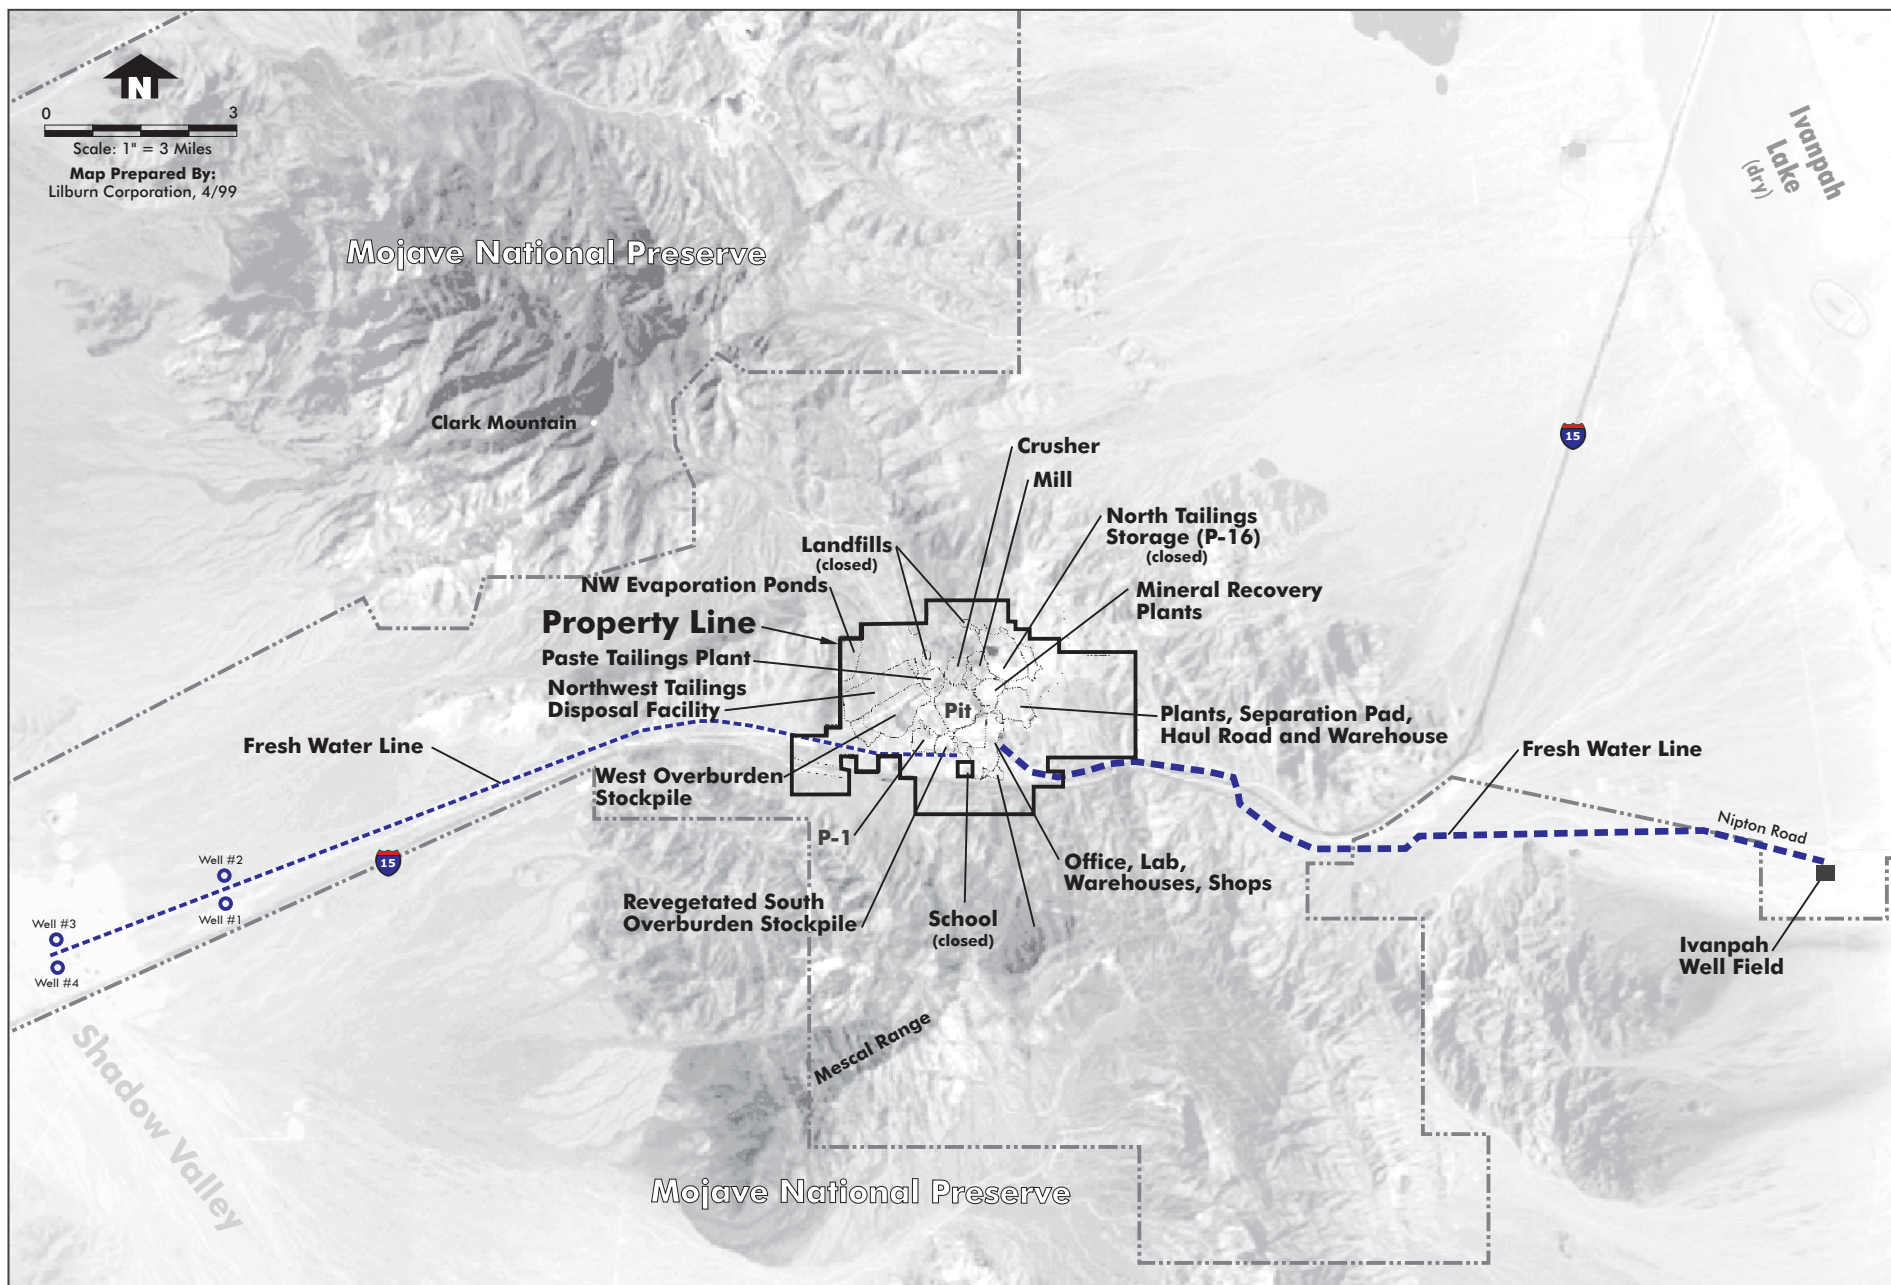 N
0 3
Scale: 1" = 3 Miles
Map Prepared By:
Lilburn Corporation, 4/99
Ivanpah
Lake
(dry)
Mojave National Preserve
Clark Mountain
15
Crusher
Mill
North Tailings
Storage (P-16)
(closed)
Landfills
(closed)
NW Evaporation Ponds
Mineral Recovery
Plants
Property Line
Paste Tailings Plant
Northwest Tailings
Disposal Facility
Pit
Plants, Separation Pad,
Haul Road and Warehouse
Fresh Water Line
Fresh Water Line
West Overburden
Stockpile
P-1
Nipton Road
15
Well #2
Well #1
Office, Lab,
Warehouses, Shops
Revegetated South
Overburden Stockpile
School
(closed)
Well #3
Well #4
Ivanpah
Well Field
Mescal Range
Shadow Valley
Mojave National Preserve